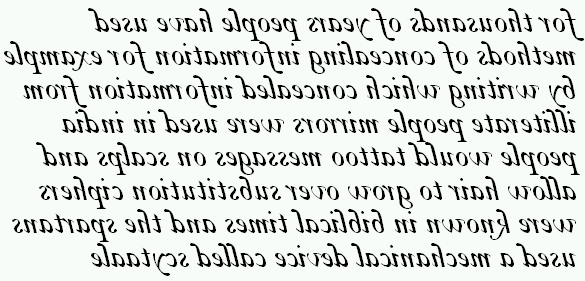 for thousands of years people have used
methods of concealing information for example
by writing which concealed information from
illiterate people mirrors were used in india
people would tattoo messages on scalps and
allow hair to grow over substitution ciphers
were known in biblical times and the spartans
used a mechanical device called scytaale